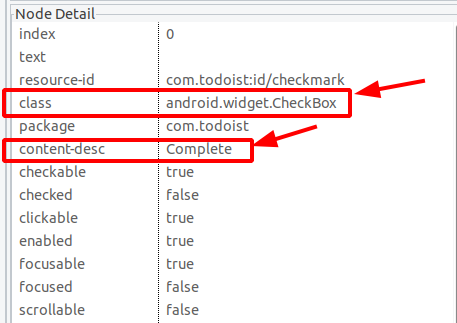 Node Detail
index 0
text
resource-id com.todoist:id/checkmark
class android.widget.CheckBox
package com.todoist
content-desc Complete
checkable true
checked false
clickable true
enabled true
focusable true
focused false
scrollable false